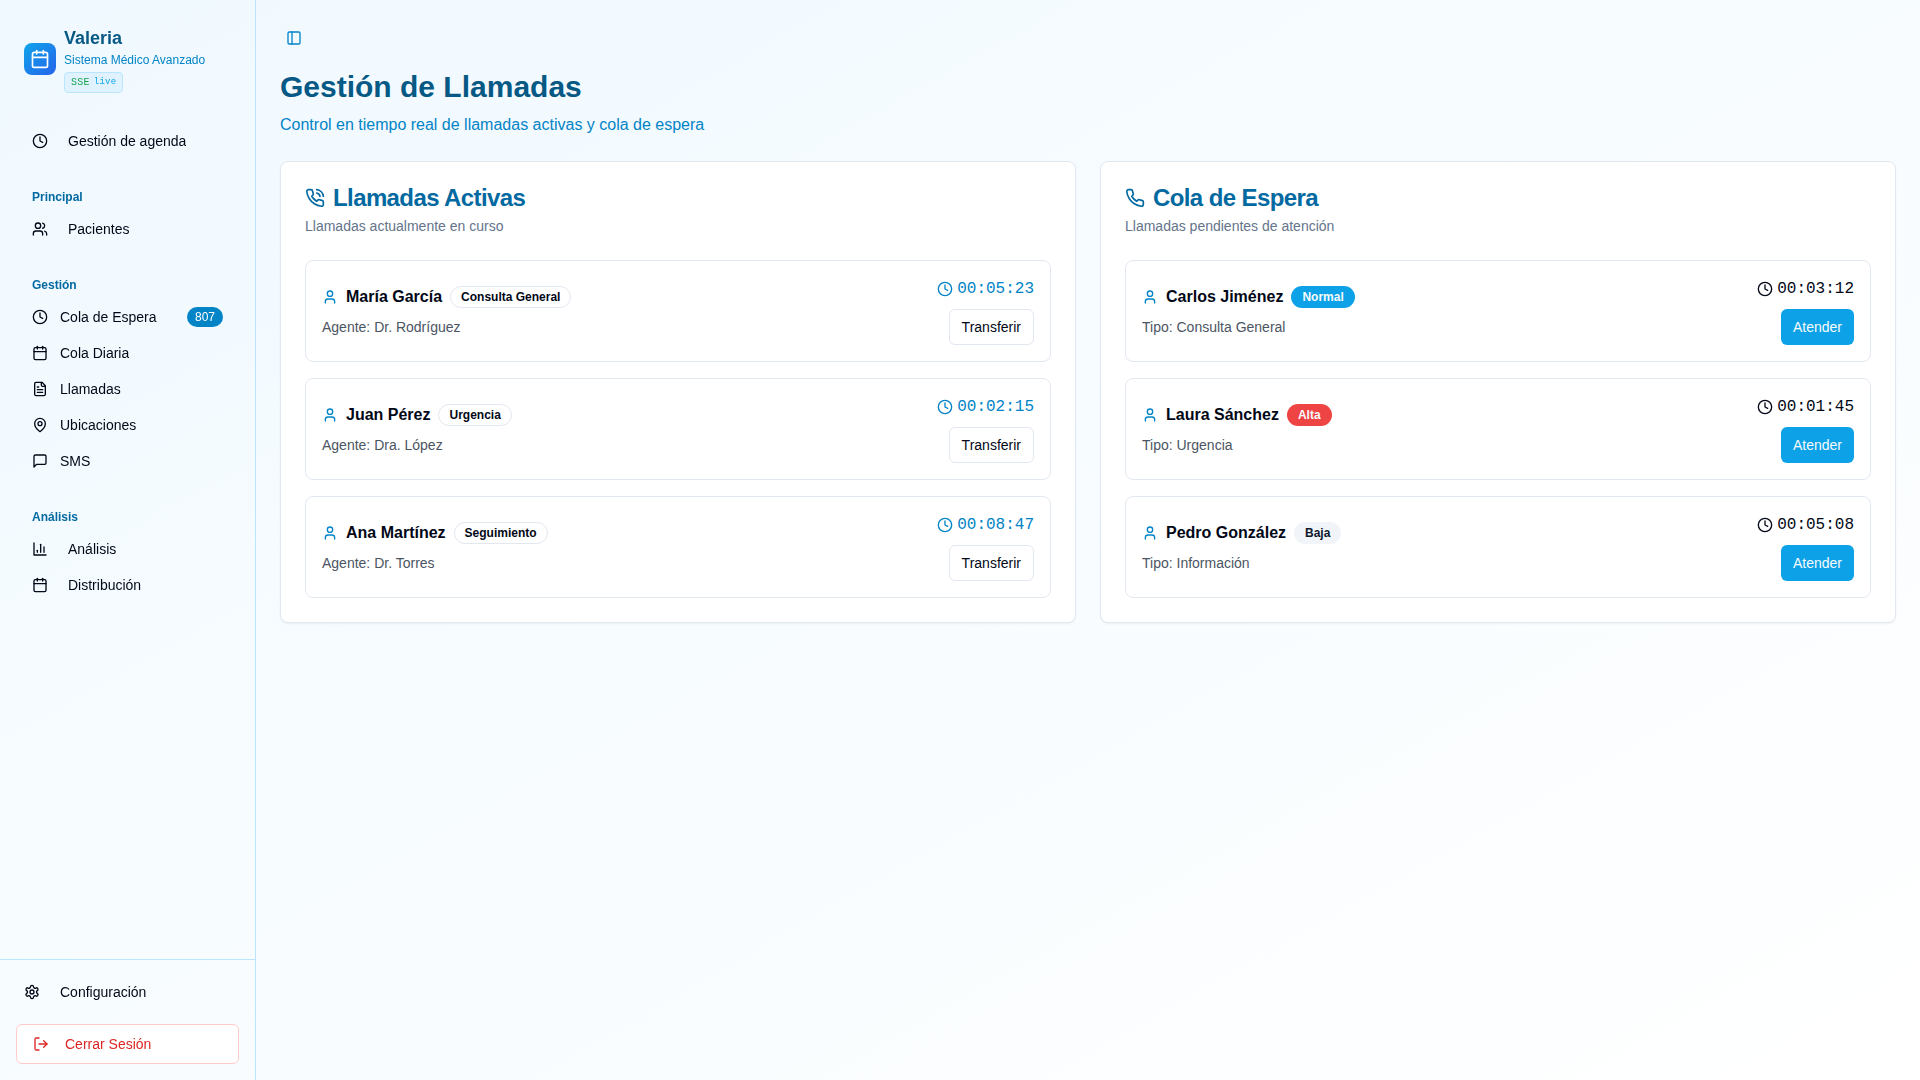 Valeria
Sistema Médico Avanzado
SSE live
Gestión de agenda
Principal
Pacientes
Gestión
Cola de Espera 807
Cola Diaria
Llamadas
Ubicaciones
SMS
Análisis
Análisis
Distribución
Configuración
Cerrar Sesión
Gestión de Llamadas
Control en tiempo real de llamadas activas y cola de espera
Llamadas Activas
Llamadas actualmente en curso
María García Consulta General 00:05:23
Agente: Dr. Rodríguez Transferir
Juan Pérez Urgencia 00:02:15
Agente: Dra. López Transferir
Ana Martínez Seguimiento 00:08:47
Agente: Dr. Torres Transferir
Cola de Espera
Llamadas pendientes de atención
Carlos Jiménez Normal 00:03:12
Tipo: Consulta General Atender
Laura Sánchez Alta 00:01:45
Tipo: Urgencia Atender
Pedro González Baja 00:05:08
Tipo: Información Atender